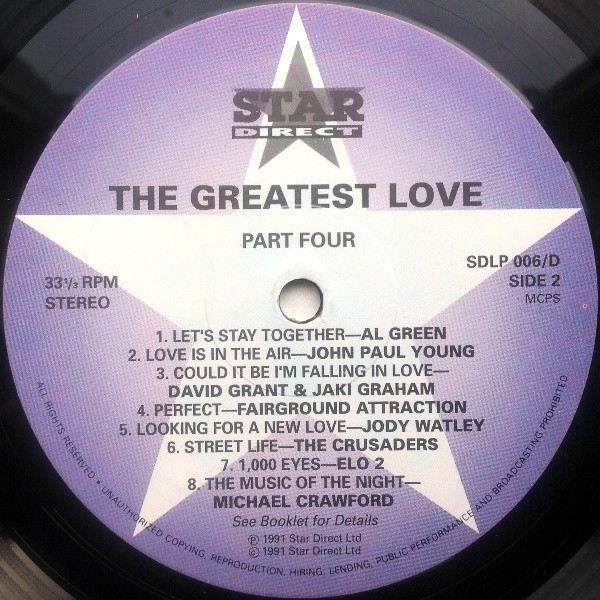 STAR
DIRECT
THE GREATEST LOVE
PART FOUR
33⅓ RPM
STEREO
SDLP 006/D
SIDE 2
MCPS
1. LET'S STAY TOGETHER—AL GREEN
2. LOVE IS IN THE AIR—JOHN PAUL YOUNG
3. COULD IT BE I'M FALLING IN LOVE—
DAVID GRANT & JAKI GRAHAM
4. PERFECT—FAIRGROUND ATTRACTION
5. LOOKING FOR A NEW LOVE—JODY WATLEY
6. STREET LIFE—THE CRUSADERS
7. 1,000 EYES—ELO 2
8. THE MUSIC OF THE NIGHT—
MICHAEL CRAWFORD
See Booklet for Details
℗ 1991 Star Direct Ltd
© 1991 Star Direct Ltd
ALL RIGHTS RESERVED • UNAUTHORIZED COPYING, REPRODUCTION, HIRING, LENDING, PUBLIC PERFORMANCE AND BROADCASTING PROHIBITED